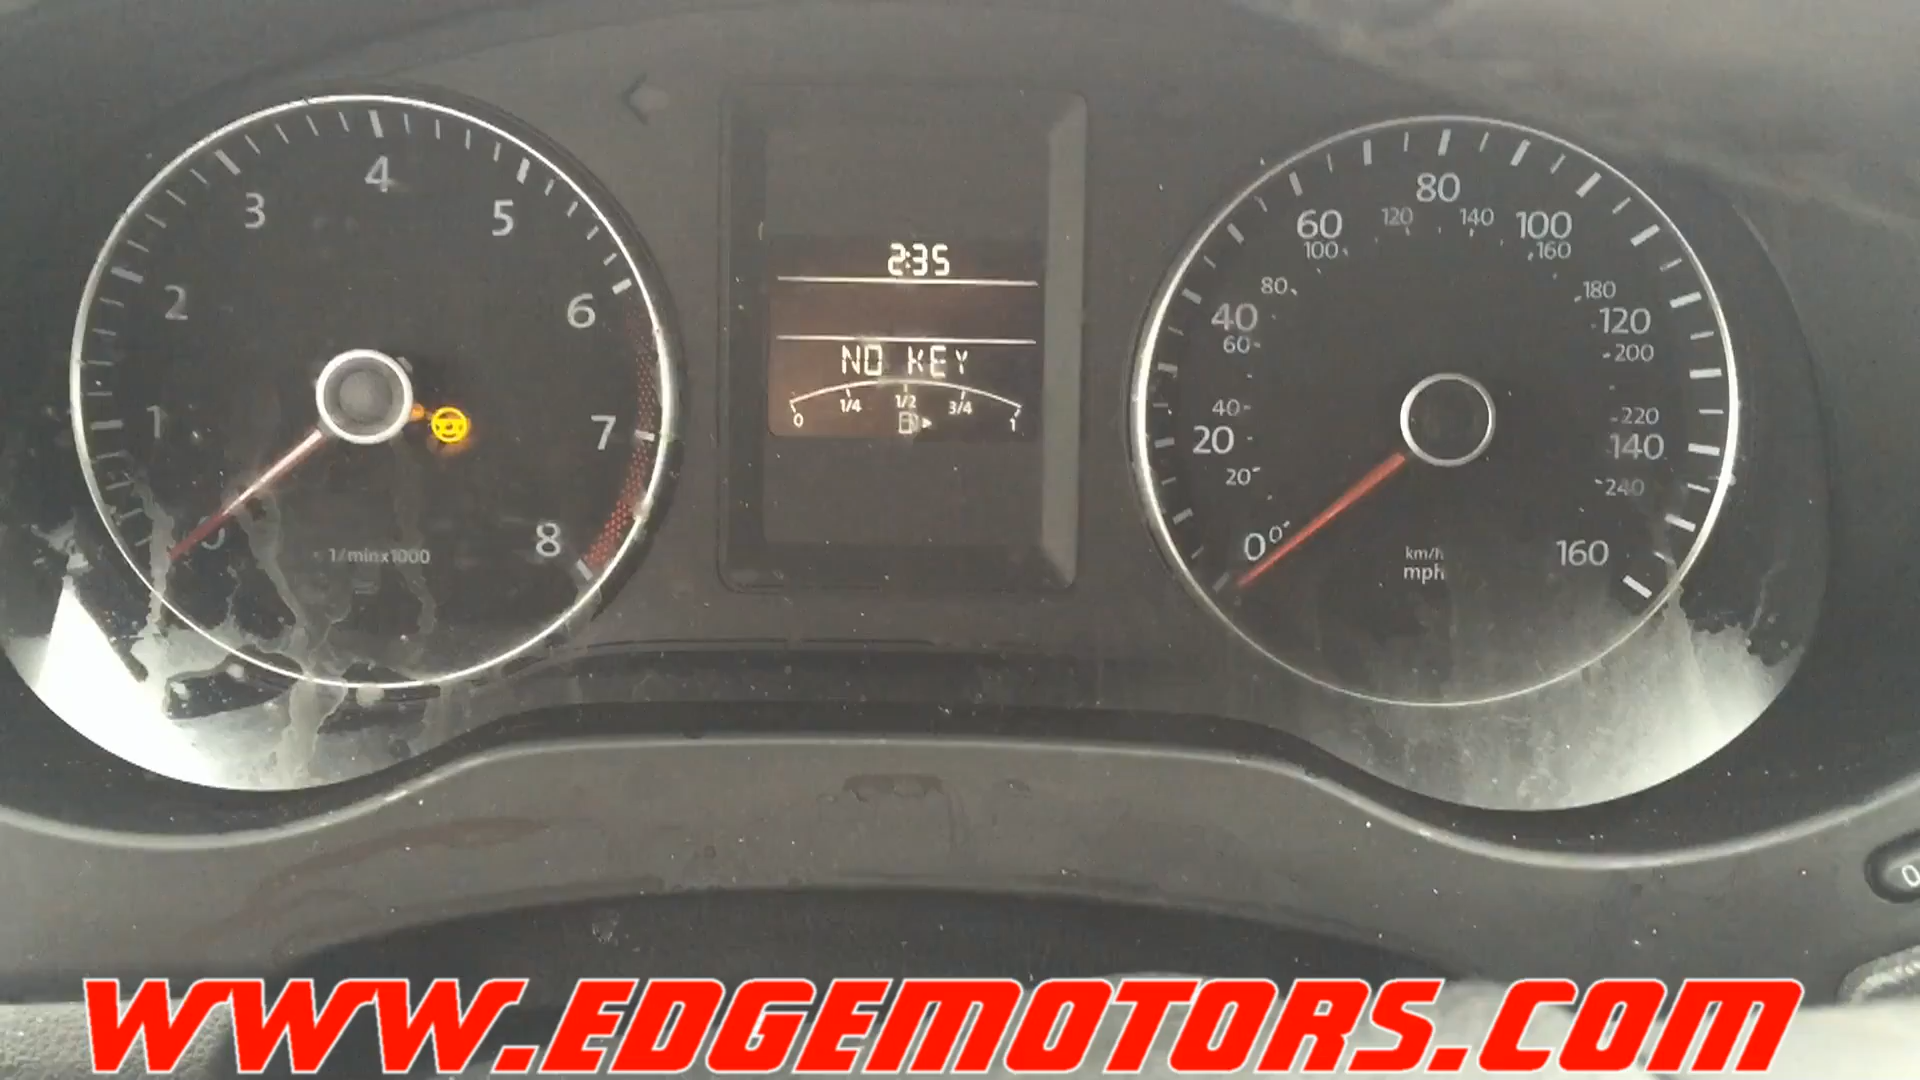 1
2
3
4
5
6
7
8
1/minx1000
2:35
NO KEY
0 1/4 1/2 3/4 1
0 20 40 60 80 100 120 140 160
0 20 40 60 80 100 120 140 160 180 200 220 240
km/h
mph
0
WWW.EDGEMOTORS.COM